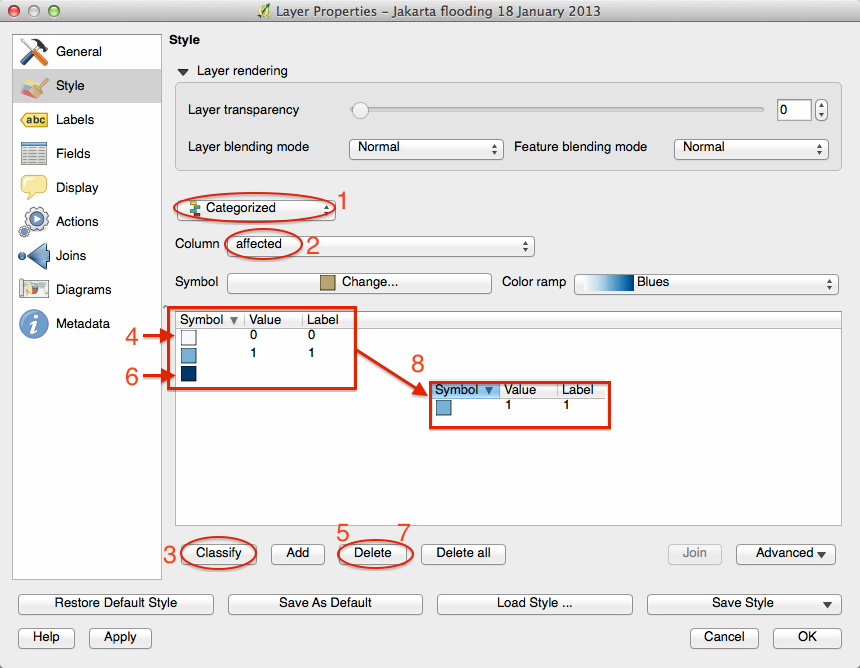 Layer Properties – Jakarta flooding 18 January 2013
General
Style
abc Labels
Fields
Display
Actions
Joins
Diagrams
i Metadata
Style
Layer rendering
Layer transparency 0
Layer blending mode Normal Feature blending mode Normal
Categorized 1
Column affected 2
Symbol Change... Color ramp Blues
Symbol Value Label
4 0 0
1 1
6
8
Symbol Value Label
1 1
5 7
3 Classify Add Delete Delete all Join Advanced
Restore Default Style Save As Default Load Style ... Save Style
Help Apply Cancel OK